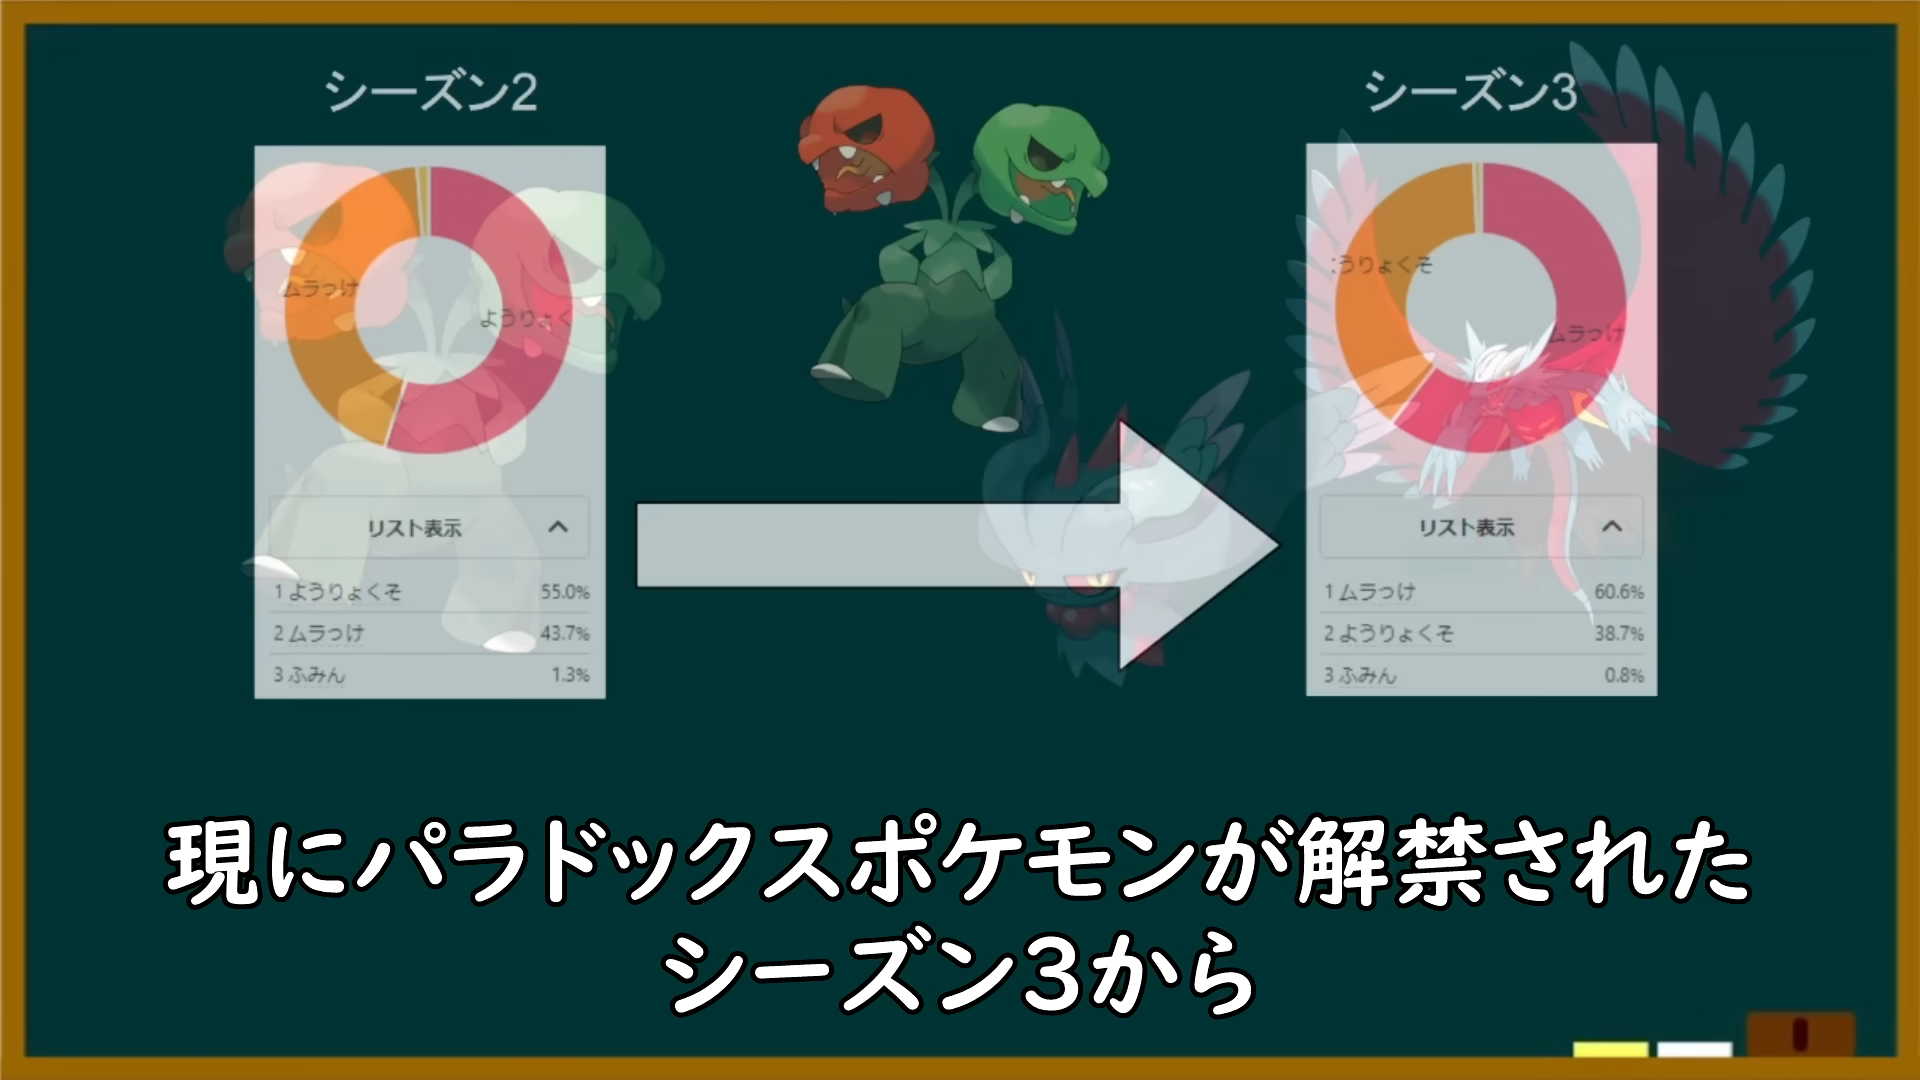 シーズン2
シーズン3
ムラっけ
ようりょく
リスト表示
1 ようりょくそ 55.0%
2 ムラっけ 43.7%
3 ふみん 1.3%
うりょくそ
ムラっけ
リスト表示
1 ムラっけ 60.6%
2 ようりょくそ 38.7%
3 ふみん 0.8%
現にパラドックスポケモンが解禁された
シーズン3から